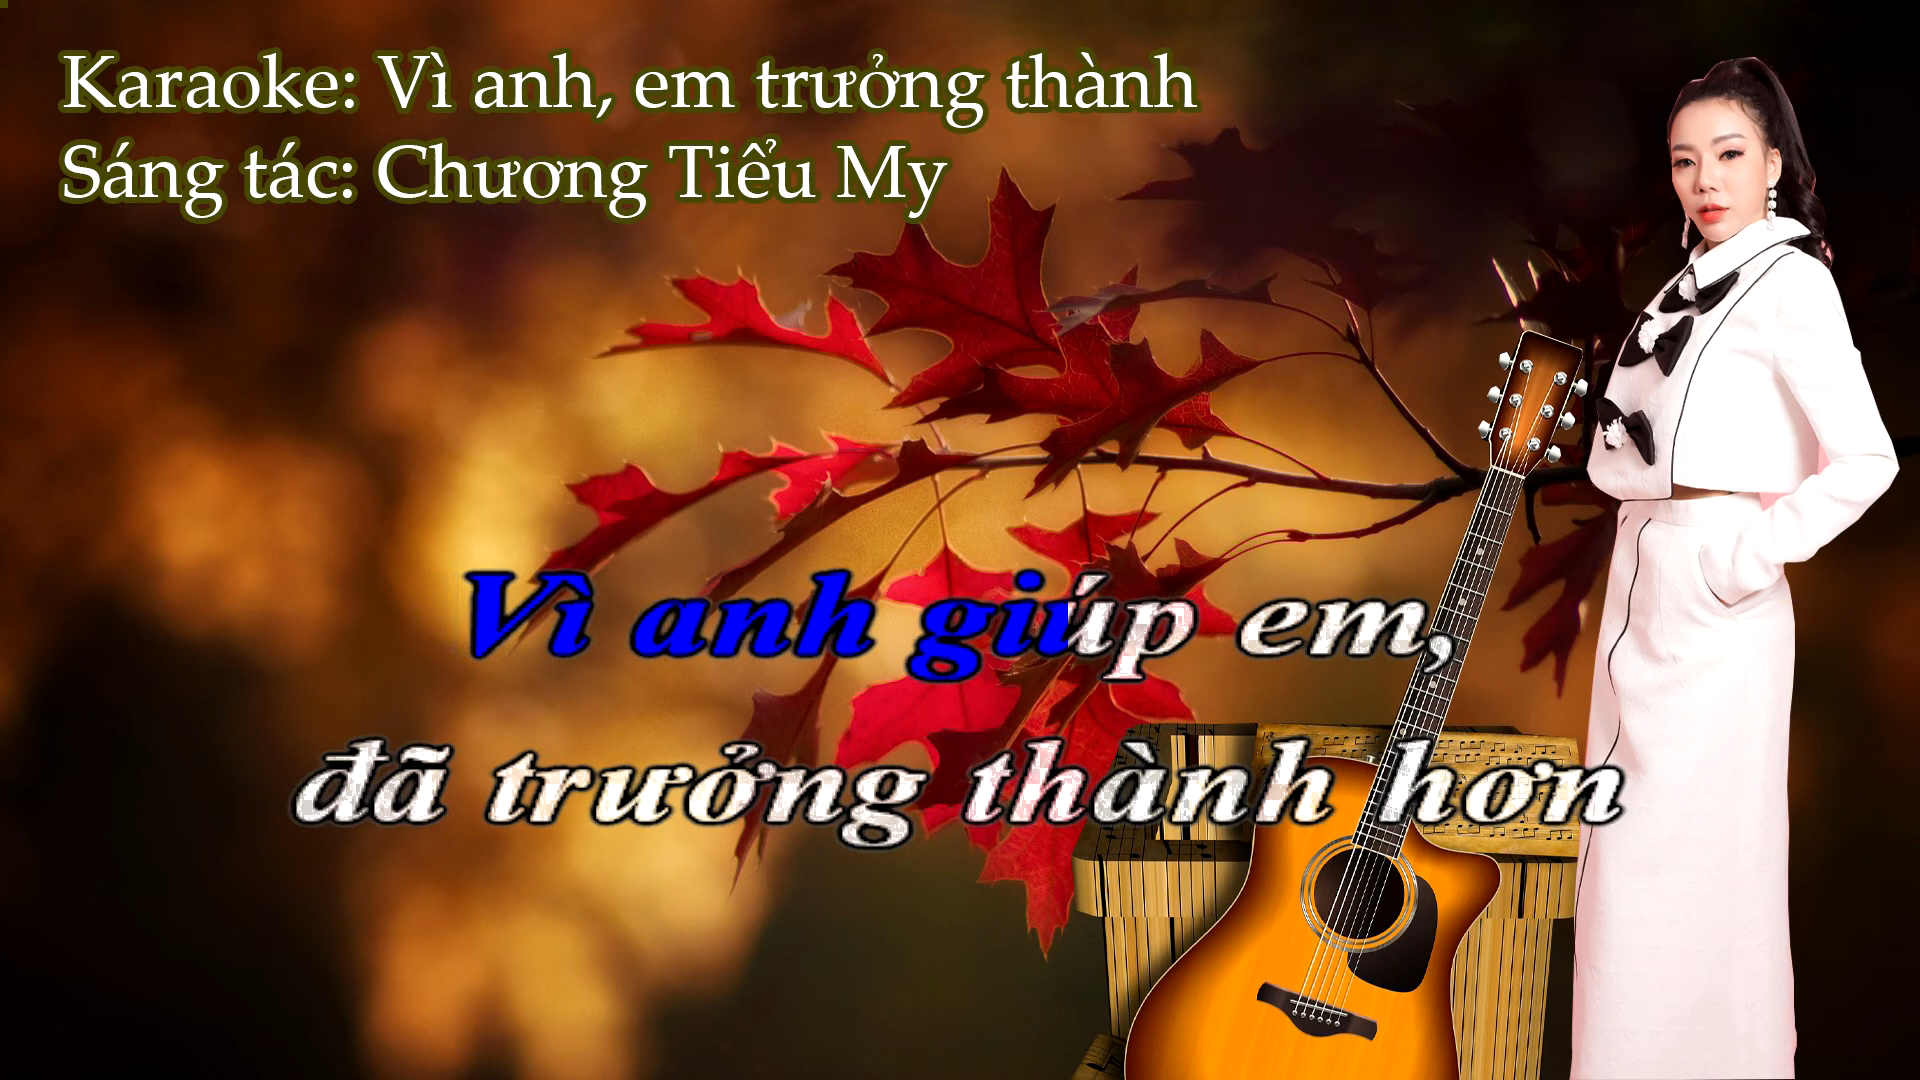 Karaoke: Vì anh, em trưởng thành
Sáng tác: Chương Tiểu My
Vì anh giúp em,
đã trưởng thành hơn